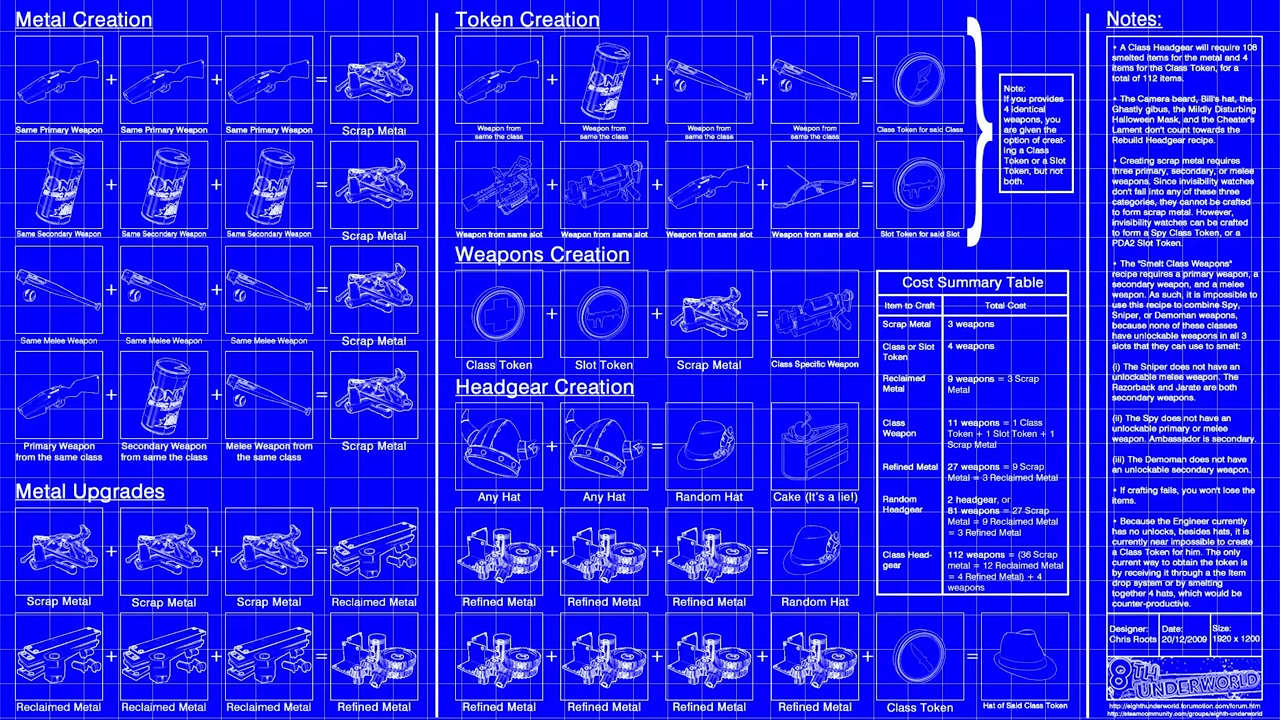 Metal Creation
+ + =
Same Primary Weapon Same Primary Weapon Same Primary Weapon Scrap Metal
+ + =
Same Secondary Weapon Same Secondary Weapon Same Secondary Weapon Scrap Metal
+ + =
Same Melee Weapon Same Melee Weapon Same Melee Weapon Scrap Metal
+ + =
Primary Weapon Secondary Weapon Melee Weapon from Scrap Metal
from the same class from same class the same class
Metal Upgrades
+ + =
Scrap Metal Scrap Metal Scrap Metal Reclaimed Metal
+ + =
Reclaimed Metal Reclaimed Metal Reclaimed Metal Refined Metal
Token Creation
+ + + =
Weapon from Weapon from Weapon from Weapon from Class Token for said Class
same the class same the class same the class same the class
+ + + =
Weapon from same slot Weapon from same slot Weapon from same slot Weapon from same slot Slot Token for said Slot
Note:
If you provides
4 identical
weapons, you
are given the
option of creat-
ing a Class
Token or a Slot
Token, but not
both.
Weapons Creation
+ + =
Class Token Slot Token Scrap Metal Class Specific Weapon
Headgear Creation
+ =
Any Hat Any Hat Random Hat Cake (It's a lie!)
+ + =
Refined Metal Refined Metal Refined Metal Random Hat
+ + + + =
Refined Metal Refined Metal Refined Metal Refined Metal Class Token Hat of Said Class Token
Cost Summary Table
Item to Craft Total Cost
Scrap Metal 3 weapons
Class or Slot 4 weapons
Token
Reclaimed 9 weapons = 3 Scrap
Metal Metal
Class 11 weapons = 1 Class
Weapon Token + 1 Slot Token + 1
Scrap Metal
Refined Metal 27 weapons = 9 Scrap
Metal = 3 Reclaimed Metal
Random 2 headgear, or
Headgear 81 weapons = 27 Scrap
Metal = 9 Reclaimed Metal
= 3 Refined Metal
Class Head- 112 weapons = (36 Scrap
gear metal = 12 Reclaimed Metal
= 4 Refined Metal) + 4
weapons
Notes:
• A Class Headgear will require 108
smelted items for the metal and 4
items for the Class Token, for a
total of 112 items.
• The Camera beard, Bill's hat, the
Ghastly gibus, the Mildly Disturbing
Halloween Mask, and the Cheater's
Lament don't count towards the
Rebuild Headgear recipe.
• Creating scrap metal requires
three primary, secondary, or melee
weapons. Since invisibility watches
don't fall into any of these three
categories, they cannot be crafted
to form scrap metal. However,
invisibility watches can be crafted
to form a Spy Class Token, or a
PDA2 Slot Token.
• The "Smelt Class Weapons"
recipe requires a primary weapon, a
secondary weapon, and a melee
weapon. As such, it is impossible to
use this recipe to combine Spy,
Sniper, or Demoman weapons,
because none of these classes
have unlockable weapons in all 3
slots that they can use to smelt:
(i) The Sniper does not have an
unlockable melee weapon. The
Razorback and Jarate are both
secondary weapons.
(ii) The Spy does not have an
unlockable primary or melee
weapon. Ambassador is secondary.
(iii) The Demoman does not have
an unlockable secondary weapon.
• If crafting fails, you won't lose the
items.
• Because the Engineer currently
has no unlocks, besides hats, it is
currently near impossible to create
a Class Token for him. The only
current way to obtain the token is
by receiving it through a the item
drop system or by smelting
together 4 hats, which would be
counter-productive.
Designer: Date: Size:
Chris Roots 20/12/2009 1920 x 1200
8TH
UNDERWORLD
http://eighthunderworld.forumotion.com/forum.htm
http://steamcommunity.com/groups/eighth-underworld